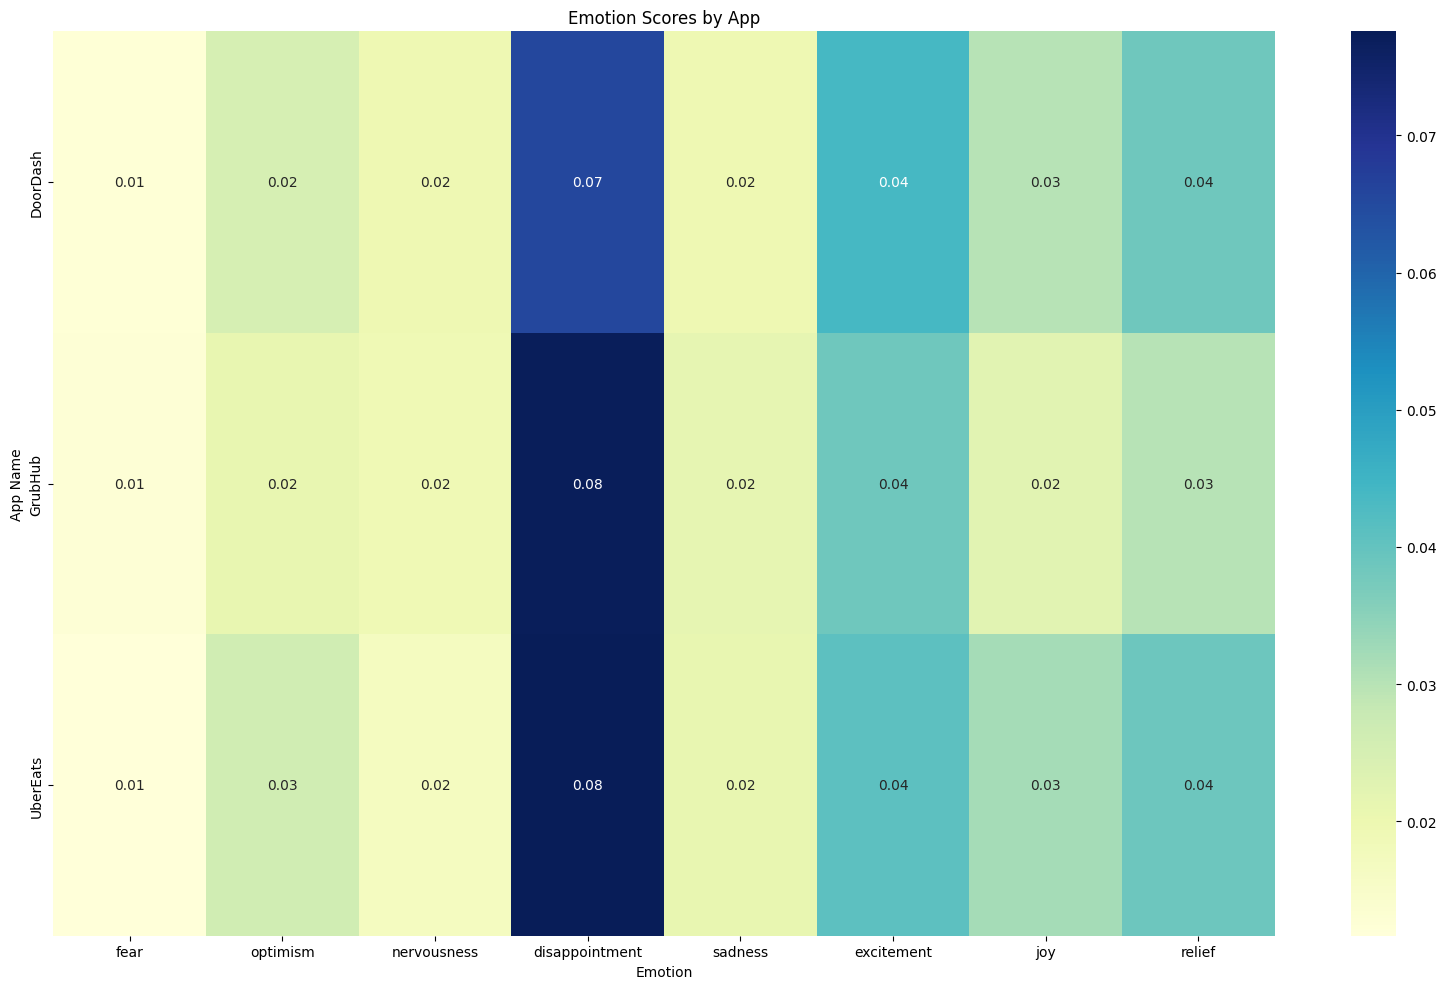 Emotion Scores by App
App Name
DoorDash
0.01 0.02 0.02 0.07 0.02 0.04 0.03 0.04
GrubHub
0.01 0.02 0.02 0.08 0.02 0.04 0.02 0.03
UberEats
0.01 0.03 0.02 0.08 0.02 0.04 0.03 0.04
fear optimism nervousness disappointment sadness excitement joy relief
Emotion
0.07
0.06
0.05
0.04
0.03
0.02